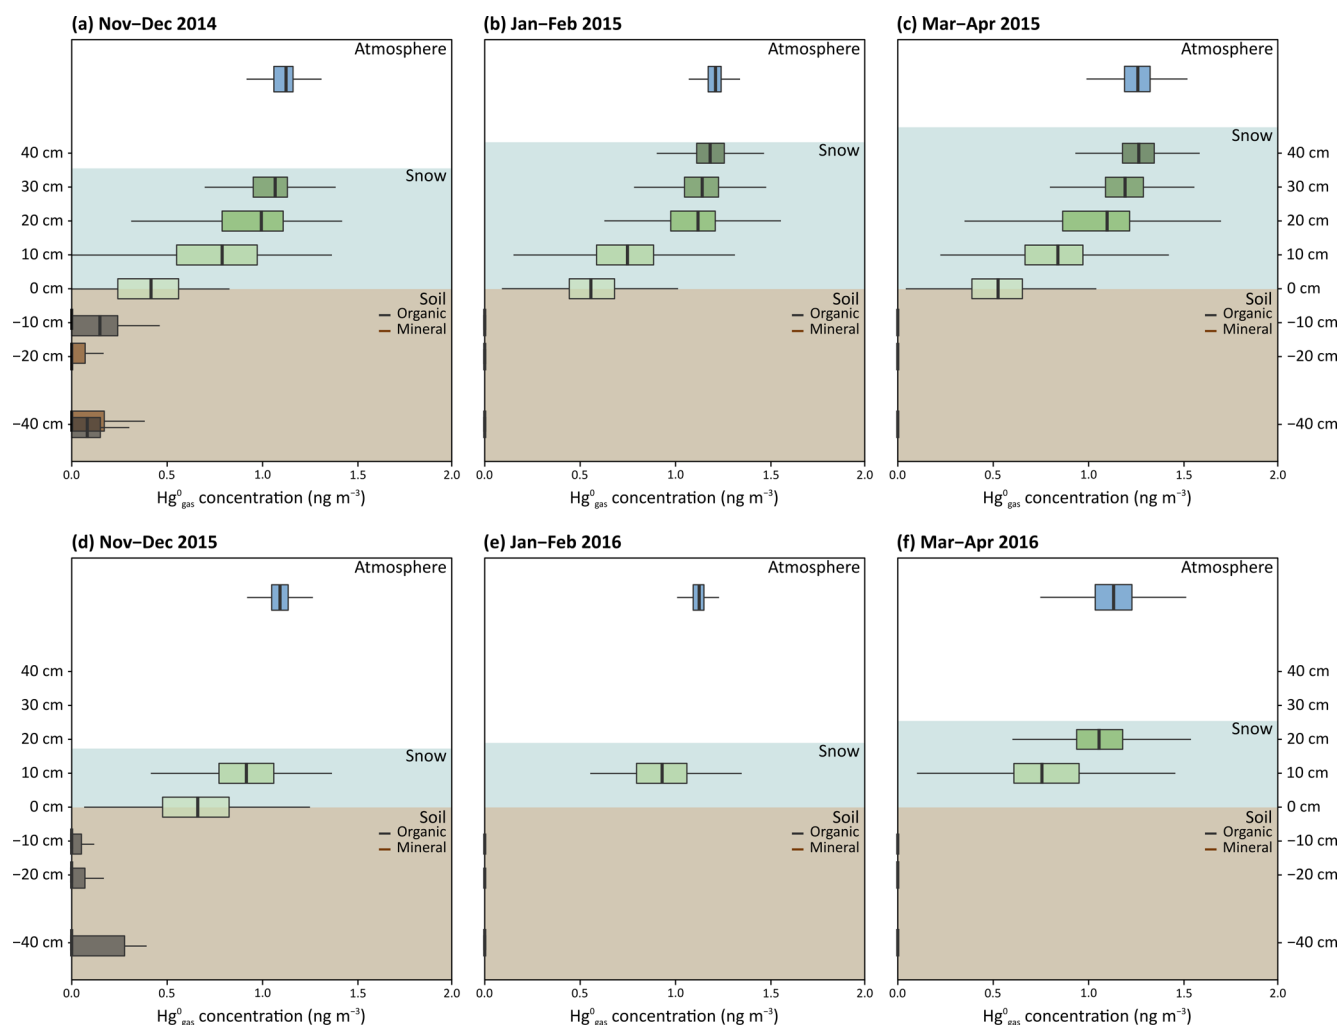 (a) Nov–Dec 2014
Atmosphere
40 cm
30 cm
20 cm
10 cm
0 cm
−10 cm
−20 cm
−40 cm
Snow
Soil
Organic
Mineral
0.0 0.5 1.0 1.5 2.0
Hg⁰gas concentration (ng m⁻³)
(b) Jan–Feb 2015
Atmosphere
Snow
Soil
Organic
Mineral
0.0 0.5 1.0 1.5 2.0
Hg⁰gas concentration (ng m⁻³)
(c) Mar–Apr 2015
Atmosphere
Snow
Soil
Organic
Mineral
40 cm
30 cm
20 cm
10 cm
0 cm
−10 cm
−20 cm
−40 cm
0.0 0.5 1.0 1.5 2.0
Hg⁰gas concentration (ng m⁻³)
(d) Nov–Dec 2015
Atmosphere
40 cm
30 cm
20 cm
10 cm
0 cm
−10 cm
−20 cm
−40 cm
Snow
Soil
Organic
Mineral
0.0 0.5 1.0 1.5 2.0
Hg⁰gas concentration (ng m⁻³)
(e) Jan–Feb 2016
Atmosphere
Snow
Soil
Organic
Mineral
0.0 0.5 1.0 1.5 2.0
Hg⁰gas concentration (ng m⁻³)
(f) Mar–Apr 2016
Atmosphere
Snow
Soil
Organic
Mineral
40 cm
30 cm
20 cm
10 cm
0 cm
−10 cm
−20 cm
−40 cm
0.0 0.5 1.0 1.5 2.0
Hg⁰gas concentration (ng m⁻³)